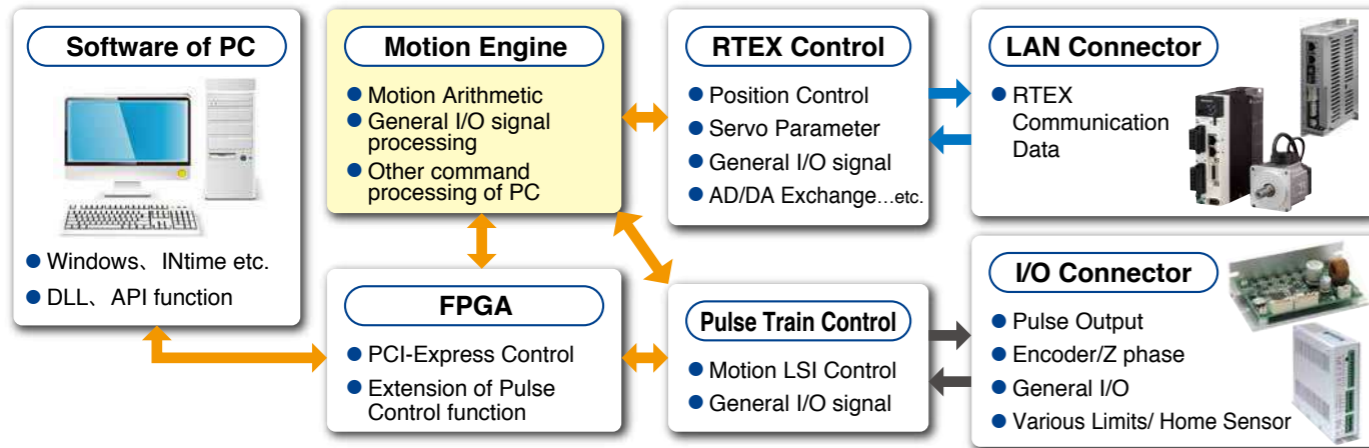 Software of PC
Windows、INtime etc.
DLL、API function
Motion Engine
Motion Arithmetic
General I/O signal
processing
Other command
processing of PC
FPGA
PCI-Express Control
Extension of Pulse
Control function
RTEX Control
Position Control
Servo Parameter
General I/O signal
AD/DA Exchange...etc.
Pulse Train Control
Motion LSI Control
General I/O signal
LAN Connector
RTEX
Communication
Data
I/O Connector
Pulse Output
Encoder/Z phase
General I/O
Various Limits/ Home Sensor